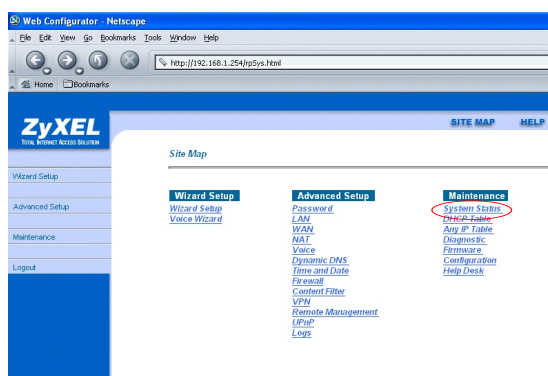 Web Configurator - Netscape
File Edit View Go Bookmarks Tools Window Help
http://192.168.1.254/rpSys.html
Home Bookmarks
ZyXEL
TOTAL INTERNET ACCESS SOLUTION
SITE MAP HELP
Site Map
Wizard Setup
Advanced Setup
Maintenance
Logout
Wizard Setup
Wizard Setup
Voice Wizard
Advanced Setup
Password
LAN
WAN
NAT
Voice
Dynamic DNS
Time and Date
Firewall
Content Filter
VPN
Remote Management
UPnP
Logs
Maintenance
System Status
DHCP Table
Any IP Table
Diagnostic
Firmware
Configuration
Help Desk